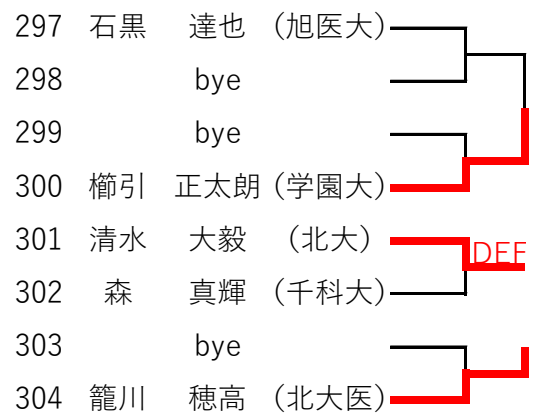 297 石黒 達也 (旭医大)
298 bye
299 bye
300 櫛引 正太朗 (学園大)
301 清水 大毅 (北大)
DEF
302 森 真輝 (千科大)
303 bye
304 籠川 穂高 (北大医)